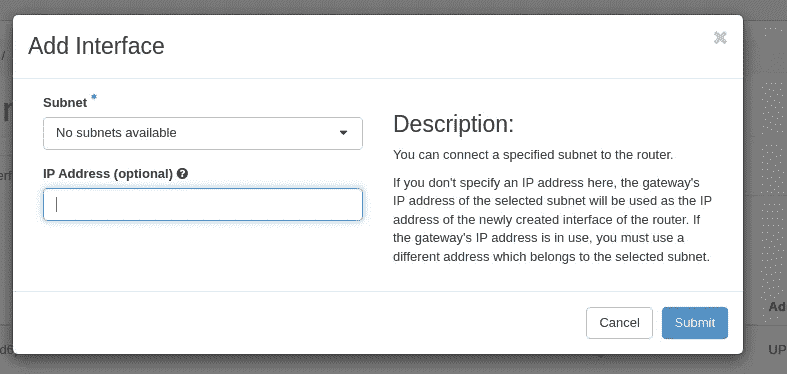 Add Interface
Subnet *
No subnets available
IP Address (optional)
Description:
You can connect a specified subnet to the router.
If you don't specify an IP address here, the gateway's
IP address of the selected subnet will be used as the IP
address of the newly created interface of the router. If
the gateway's IP address is in use, you must use a
different address which belongs to the selected subnet.
Cancel
Submit
Ad
UP